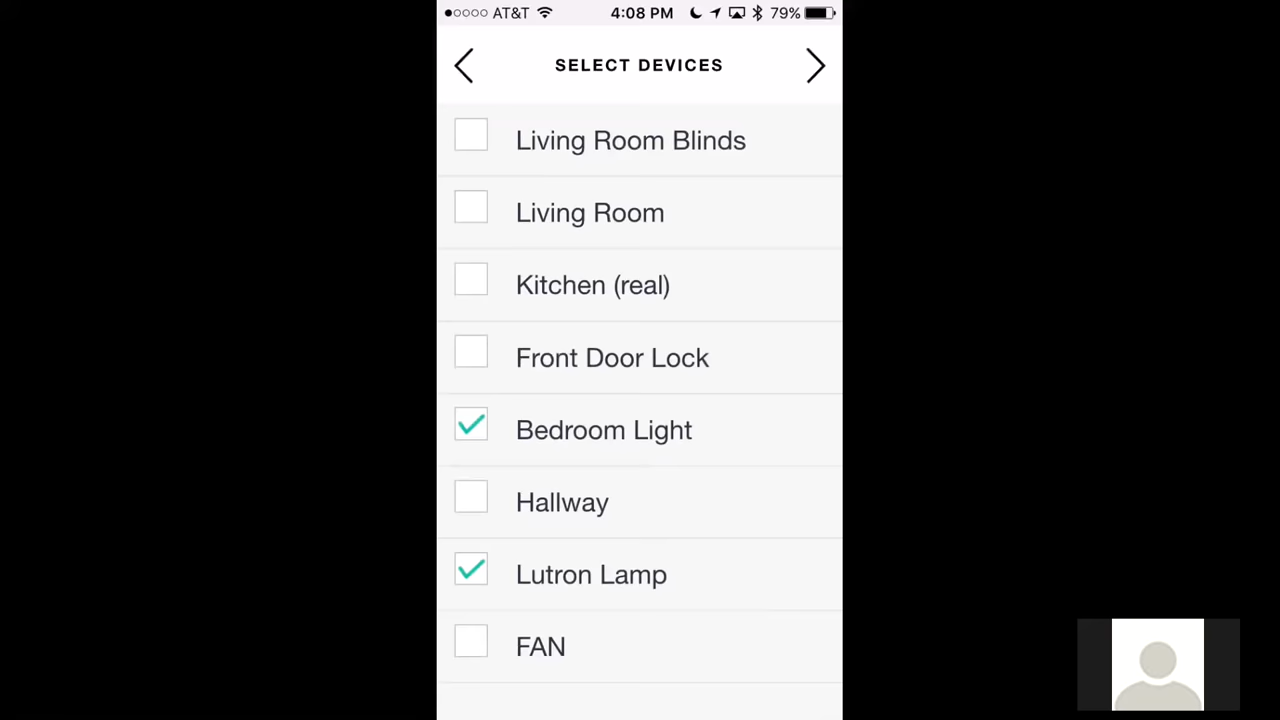 AT&T 4:08 PM 79%
SELECT DEVICES
Living Room Blinds
Living Room
Kitchen (real)
Front Door Lock
Bedroom Light
Hallway
Lutron Lamp
FAN